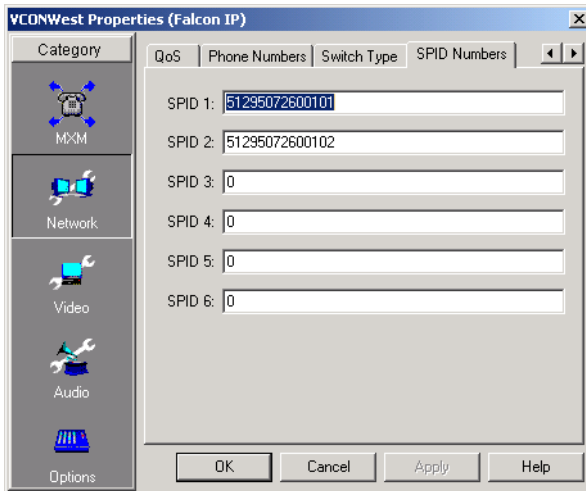 VCONWest Properties (Falcon IP)
Category
MXM
Network
Video
Audio
Options
QoS
Phone Numbers
Switch Type
SPID Numbers
SPID 1: 51295072600101
SPID 2: 51295072600102
SPID 3: 0
SPID 4: 0
SPID 5: 0
SPID 6: 0
OK
Cancel
Apply
Help